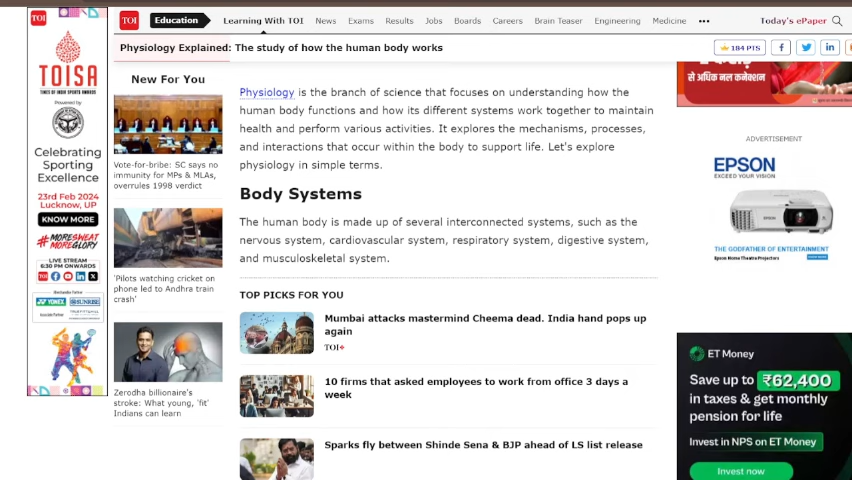 TOI
Education
Learning With TOI
News
Exams
Results
Jobs
Boards
Careers
Brain Teaser
Engineering
Medicine
Today's ePaper
Physiology Explained: The study of how the human body works
184 PTS
TOI
TOISA
TIMES OF INDIA SPORTS AWARDS
Powered by
Celebrating
Sporting
Excellence
23rd Feb 2024
Lucknow, UP
KNOW MORE
#MORESWEAT
MOREGLORY
LIVE STREAM
6:30 PM ONWARDS
TOI
YONEX
SUNRISE
New For You
Vote-for-bribe: SC says no
immunity for MPs & MLAs,
overrules 1998 verdict
'Pilots watching cricket on
phone led to Andhra train
crash'
Zerodha billionaire's
stroke: What young, 'fit'
Indians can learn
Physiology is the branch of science that focuses on understanding how the
human body functions and how its different systems work together to maintain
health and perform various activities. It explores the mechanisms, processes,
and interactions that occur within the body to support life. Let's explore
physiology in simple terms.
Body Systems
The human body is made up of several interconnected systems, such as the
nervous system, cardiovascular system, respiratory system, digestive system,
and musculoskeletal system.
TOP PICKS FOR YOU
Mumbai attacks mastermind Cheema dead. India hand pops up
again
TOI+
10 firms that asked employees to work from office 3 days a
week
Sparks fly between Shinde Sena & BJP ahead of LS list release
से अधिक नल कनेक्शन
ADVERTISEMENT
EPSON
EXCEED YOUR VISION
THE GODFATHER OF ENTERTAINMENT
Epson Home Theatre Projectors
ET Money
Save up to ₹62,400
in taxes & get monthly
pension for life
Invest in NPS on ET Money
Invest now